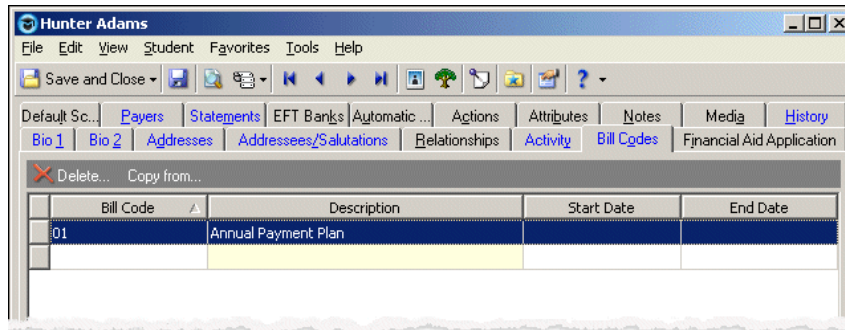 Hunter Adams
File Edit View Student Favorites Tools Help
Save and Close
Default Sc... Payers Statements EFT Banks Automatic ... Actions Attributes Notes Media History
Bio 1 Bio 2 Addresses Addressees/Salutations Relationships Activity Bill Codes Financial Aid Application
Delete... Copy from...
Bill Code Description Start Date End Date
01 Annual Payment Plan